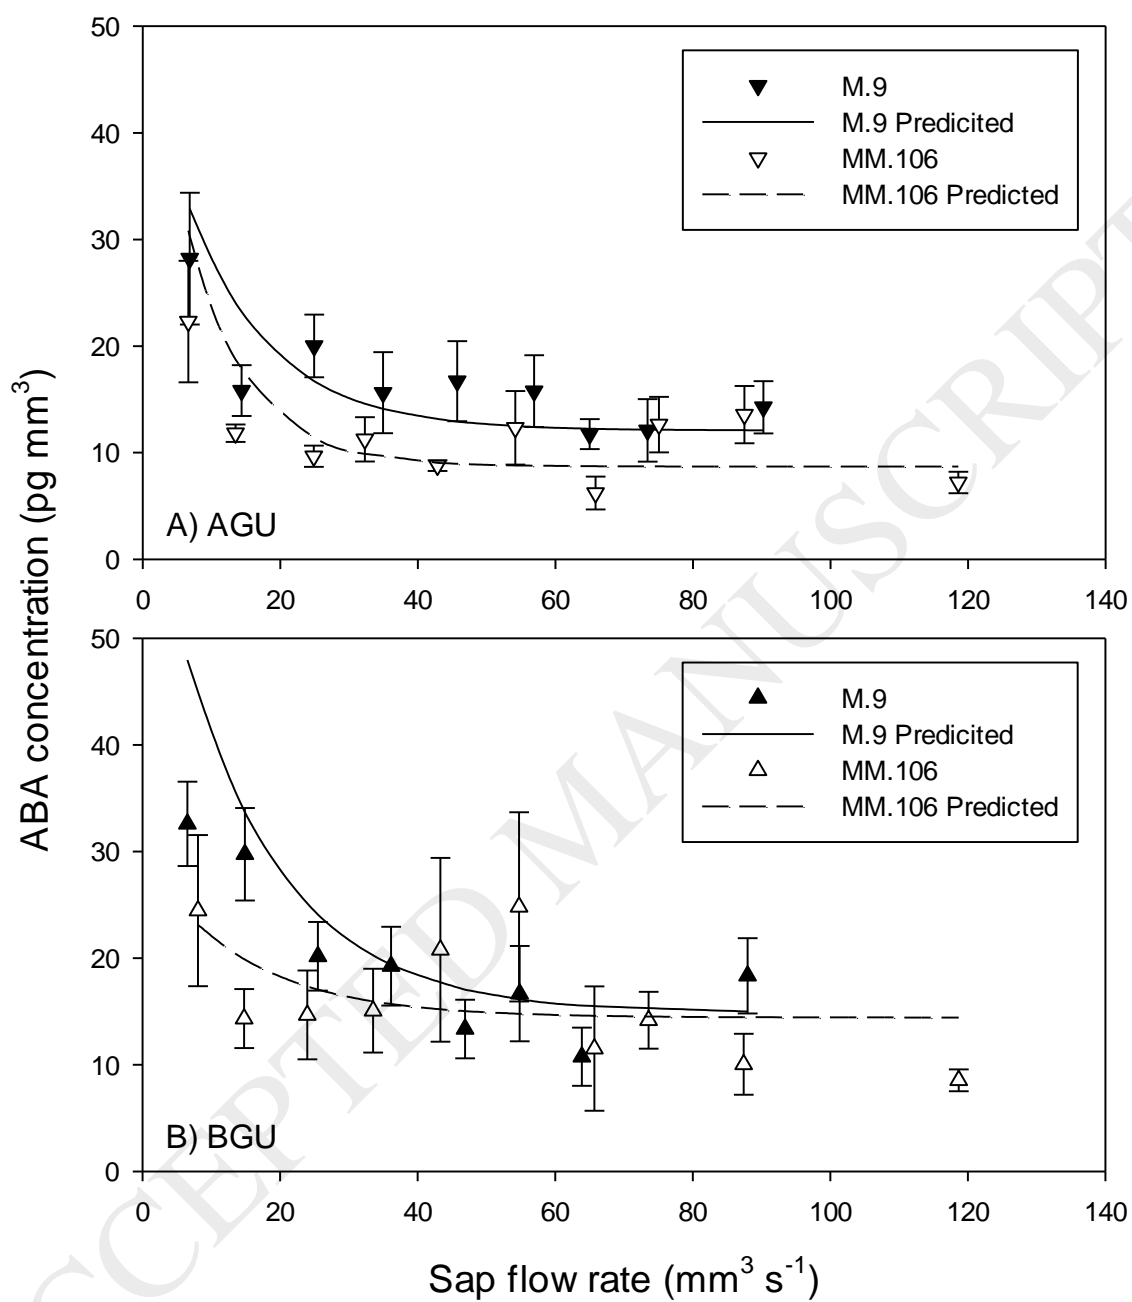 ABA concentration (pg mm³)
50
40
30
20
10
0
M.9
M.9 Predicited
MM.106
MM.106 Predicted
A) AGU
0 20 40 60 80 100 120 140
50
40
30
20
10
0
M.9
M.9 Predicited
MM.106
MM.106 Predicted
B) BGU
0 20 40 60 80 100 120 140
Sap flow rate (mm³ s⁻¹)
CCEPTED MANUSCRIPT